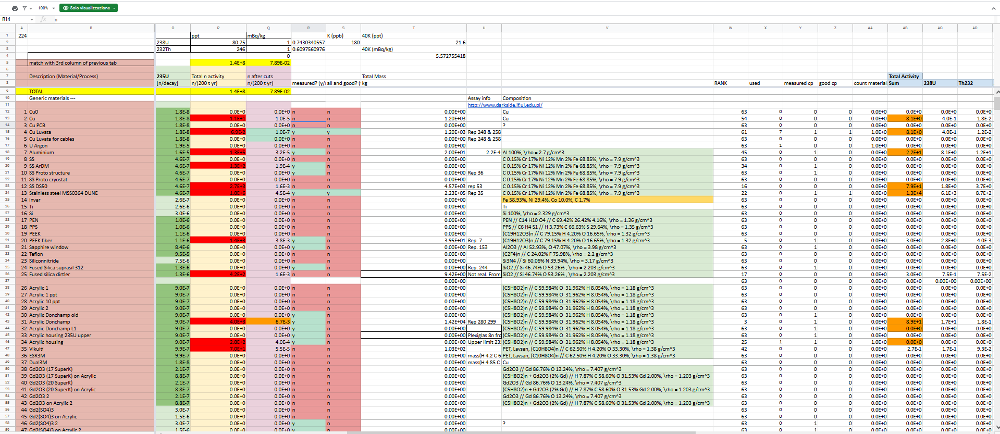 100% Solo visualizzazione
R14 fx n
A B O P Q R S T U V W X Y Z AA AB AC AD
1 224 ppt mBq/kg K (ppb) 40K (ppt)
2 238U 80.75 1 0.7430340557 180 21.6
3 232Th 246 1 0.6097560976 40K (mBq/kg)
4 0 5.572755418
5 match with 3rd column of previous tab 1.4E+8 7.89E-02
6
7 Description (Material/Process) 235U Total n activity n after cuts Total Mass Total Activity
8 [n/decay] n/(200 t yr) n/(200 t yr) measured? (y/ all and good? ( kg RANK used measured cp good cp count material Sum 238U Th232
9 TOTAL 1.4E+8 7.89E-02
10 Generic materials --- Assay info Composition
11 http://www.darkside.if.uj.edu.pl/
12 1 Cu0 1.8E-8 0.0E+0 0.0E+0 n n 0.00E+00 Cu 63 0 0 0 0.0E+0 0.0E+0 0.0E+0 0.0E+0
13 2 Cu 1.8E-8 1.1E+1 1.0E-5 n n 1.20E+03 Cu 54 0 0 0 0.0E+0 8.1E+0 4.0E-1 1.8E-2
14 3 Cu PCB 1.8E-8 0.0E+0 0.0E+0 n n 0.00E+00 ? 63 0 0 0 0.0E+0 0.0E+0 0.0E+0 0.0E+0
15 4 Cu Luvata 1.8E-8 6.9E-2 1.0E-7 y y 1.20E+03 Rep 248 & 258 61 7 1 1 1.0E+0 8.1E+0 4.0E-1 1.2E-2
16 5 Cu Luvata for cables 1.8E-8 0.0E+0 0.0E+0 n n 0.00E+00 Rep 248 & 258 63 0 0 0 0.0E+0 0.0E+0 0.0E+0 0.0E+0
17 6 U Argon 1.9E-5 0.0E+0 0.0E+0 n n 0.00E+00 63 1 0 0 1.0E+0 0.0E+0 0.0E+0 0.0E+0
18 7 Aluminium 1.6E-5 1.3E+5 3.2E-5 y n 2.00E+01 2.2E-4 Al 100%, \rho = 2.7 g/cm^3 45 0 1 0 0.0E+0 2.2E+1 8.1E+0 1.2E+1
19 8 SS 4.6E-7 0.0E+0 0.0E+0 n n 0.00E+00 C 0.15% Cr 17% Ni 12% Mn 2% Fe 68.85%, \rho = 7.9 g/cm^3 63 0 0 0 0.0E+0 0.0E+0 0.0E+0 0.0E+0
20 9 SS ArDM 4.6E-7 1.3E+2 1.9E-4 y n 0.00E+00 C 0.15% Cr 17% Ni 12% Mn 2% Fe 68.85%, \rho = 7.9 g/cm^3 34 0 1 0 0.0E+0 0.0E+0 0.0E+0 0.0E+0
21 10 SS Proto structure 4.6E-7 0.0E+0 0.0E+0 y n 0.00E+00 Rep 36 C 0.15% Cr 17% Ni 12% Mn 2% Fe 68.85%, \rho = 7.9 g/cm^3 63 0 1 0 0.0E+0 0.0E+0 0.0E+0 0.0E+0
22 11 SS Proto cryostat 4.6E-7 0.0E+0 0.0E+0 n n 0.00E+00 C 0.15% Cr 17% Ni 12% Mn 2% Fe 68.85%, \rho = 7.9 g/cm^3 63 0 0 0 0.0E+0 0.0E+0 0.0E+0 0.0E+0
23 12 SS DS50 4.6E-7 2.7E+3 1.6E-3 n n 4.57E+03 rep 53 C 0.15% Cr 17% Ni 12% Mn 2% Fe 68.85%, \rho = 7.9 g/cm^3 16 0 0 0 0.0E+0 7.9E+1 1.8E+0 3.7E+0
24 13 Stainless steel MSS0364 DUNE 4.6E-7 1.8E+6 4.5E-4 y y 2.23E+05 Rep 35 C 0.15% Cr 17% Ni 12% Mn 2% Fe 68.85%, \rho = 7.9 g/cm^3 22 0 1 1 0.0E+0 1.3E+4 6.1E+3 8.7E+2
25 14 invar 2.6E-7 0.0E+0 0.0E+0 n n 0.00E+00 Fe 58.93%, Ni 29.4%, Co 10.0%, C 1.7% 63 0 0 0 0.0E+0 0.0E+0 0.0E+0 0.0E+0
26 15 Ti 2.6E-6 0.0E+0 0.0E+0 n n 0.00E+00 Ti 63 0 0 0 0.0E+0 0.0E+0 0.0E+0 0.0E+0
27 16 Si 3.0E-6 0.0E+0 0.0E+0 n n 0.00E+00 Si 100%, \rho = 2.329 g/cm^3 63 0 0 0 0.0E+0 0.0E+0 0.0E+0 0.0E+0
28 17 PEN 1.0E-6 0.0E+0 0.0E+0 n n 0.00E+00 PEN // C14 H10 O4 // C 69.42% 26.42% 4.16%, \rho = 1.36 g/cm^3 63 0 0 0 0.0E+0 0.0E+0 0.0E+0 0.0E+0
29 18 PPS 1.0E-6 0.0E+0 0.0E+0 n n 0.00E+00 PPS // C6 H4 S1 // H 3.73% C 66.63% S 29.64%, \rho = 1.35 g/cm^3 63 0 0 0 0.0E+0 0.0E+0 0.0E+0 0.0E+0
30 19 PEEK 1.1E-6 0.0E+0 0.0E+0 n n 0.00E+00 (C19H12O3)n // C 79.15% H 4.20% O 16.65%, \rho = 1.32 g/cm^3 63 0 0 0 0.0E+0 0.0E+0 0.0E+0 0.0E+0
31 20 PEEK fiber 1.1E-6 1.4E+3 3.8E-3 y n 3.95E+01 Rep. 7 (C19H12O3)n // C 79.15% H 4.20% O 16.65%, \rho = 1.32 g/cm^3 5 0 1 0 0.0E+0 3.0E+0 2.8E+0 4.0E-3
32 21 Sapphire window 8.4E-6 0.0E+0 0.0E+0 y n 0.00E+00 Rep. 153 Al2O3 // Al 52.93%, O 47.07%, \rho = 3.98 g/cm^3 63 0 1 0 0.0E+0 0.0E+0 0.0E+0 0.0E+0
33 22 Teflon 9.5E-5 0.0E+0 0.0E+0 n n 0.00E+00 (C2F4)n // C 24.02% F 75.98%, \rho = 2.2 g/cm^3 63 0 0 0 0.0E+0 0.0E+0 0.0E+0 0.0E+0
34 23 Siliconnitride 7.5E-6 0.0E+0 0.0E+0 n n 0.00E+00 Si3N4 // Si 60.06% N 39.94%, \rho = 3.17 g/cm^3 63 0 0 0 0.0E+0 0.0E+0 0.0E+0 0.0E+0
35 24 Fused Silica suprasil 312 1.3E-6 0.0E+0 0.0E+0 y n 0.00E+00 Rep. 244 SiO2 // Si 46.74% O 53.26% , \rho = 2.203 g/cm^3 63 0 1 0 0.0E+0 0.0E+0 0.0E+0 0.0E+0
36 25 Fused silica dirtier 1.3E-6 4.2E+2 1.6E-3 n n 9.42E+00 Not real. From SiO2 // Si 46.74% O 53.26%, \rho = 2.203 g/cm^3 17 0 0 0 0.0E+0 3.0E+0 7.5E-1 7.5E-2
37 0.00E+00 63 0 0 0 0.0E+0 0.0E+0 0.00E+00 0.00E+00
38 26 Acrylic 1 9.0E-7 0.0E+0 0.0E+0 n n 0.00E+00 (C5H8O2)n // C 59.984% O 31.962% H 8.054%, \rho = 1.18 g/cm^3 63 0 0 0 0.0E+0 0.0E+0 0.0E+0 0.0E+0
39 27 Acrylic 1 ppt 9.0E-7 0.0E+0 0.0E+0 n n 0.00E+00 (C5H8O2)n // C 59.984% O 31.962% H 8.054%, \rho = 1.18 g/cm^3 63 0 0 0 0.0E+0 0.0E+0 0.0E+0 0.0E+0
40 28 Acrylic 10 ppt 9.0E-7 0.0E+0 0.0E+0 n n 0.00E+00 (C5H8O2)n // C 59.984% O 31.962% H 8.054%, \rho = 1.18 g/cm^3 63 0 0 0 0.0E+0 0.0E+0 0.0E+0 0.0E+0
41 29 Acrylic 2 9.0E-7 0.0E+0 0.0E+0 n n 0.00E+00 (C5H8O2)n // C 59.984% O 31.962% H 8.054%, \rho = 1.18 g/cm^3 63 0 0 0 0.0E+0 0.0E+0 0.0E+0 0.0E+0
42 30 Acrylic Donchamp old 9.0E-7 0.0E+0 0.0E+0 y n 0.00E+00 (C5H8O2)n // C 59.984% O 31.962% H 8.054%, \rho = 1.18 g/cm^3 63 0 1 0 0.0E+0 0.0E+0 0.0E+0 0.0E+0
43 31 Acrylic Donchamp 9.0E-7 4.0E+3 6.7E-3 y n 1.42E+04 Rep 280 299 (C5H8O2)n // C 59.984% O 31.962% H 8.054%, \rho = 1.18 g/cm^3 3 0 1 0 0.0E+0 8.9E+1 1.7E+1 1.8E-1
44 32 Acrylic Donchamp L1 9.0E-7 0.0E+0 0.0E+0 y n 0.00E+00 (C5H8O2)n // C 59.984% O 31.962% H 8.054%, \rho = 1.18 g/cm^3 63 0 1 0 0.0E+0 0.0E+0 0.0E+0 0.0E+0
45 33 Acrylic housing 235U upper 9.0E-7 0.0E+0 0.0E+0 y n 0.00E+00 Plexiglas 8n fro (C5H8O2)n // C 59.984% O 31.962% H 8.054%, \rho = 1.18 g/cm^3 63 0 1 0 0.0E+0 0.0E+0 0.0E+0 0.0E+0
46 34 Acrylic housing 9.0E-7 2.8E+2 4.0E-4 y n 0.00E+00 Upper limit 23 (C5H8O2)n // C 59.984% O 31.962% H 8.054%, \rho = 1.18 g/cm^3 25 1 1 0 1.0E+0 0.0E+0 0.0E+0 0.0E+0
47 35 Vikuiti 9.9E-7 7.0E+1 5.5E-5 n n 1.03E+02 PET, Lavsan, (C10H8O4)n // C 62.50% H 4.20% O 33.30%, \rho = 1.38 g/cm^3 42 0 0 0 0.0E+0 2.7E-1 1.7E-1 9.3E-2
48 36 ESR3M 9.9E-7 0.0E+0 0.0E+0 n n 0.00E+00 mass(H 4.2 C 6 PET, Lavsan, (C10H8O4)n // C 62.50% H 4.20% O 33.30%, \rho = 1.38 g/cm^3 63 0 0 0 0.0E+0 0.0E+0 0.0E+0 0.0E+0
49 37 Dual3M 1.8E-8 0.0E+0 0.0E+0 n n 0.00E+00 mass(H 4.85 C Cu 63 0 0 0 0.0E+0 0.0E+0 0.0E+0 0.0E+0
50 38 Gd2O3 (17 SuperK) 2.1E-7 0.0E+0 0.0E+0 n n 0.00E+00 Gd2O3 // Gd 86.76% O 13.24%, \rho = 7.407 g/cm^3 63 0 0 0 0.0E+0 0.0E+0 0.0E+0 0.0E+0
51 39 Gd2O3 (17 SuperK) on Acrylic 8.8E-7 0.0E+0 0.0E+0 n n 0.00E+00 (C5H8O2)n + Gd2O3 (2% Gd) // H 7.87% C 58.60% O 31.53% Gd 2.00%, \rho = 1.203 g/cm^3 63 0 0 0 0.0E+0 0.0E+0 0.0E+0 0.0E+0
52 40 Gd2O3 (20 SuperK) 2.1E-7 0.0E+0 0.0E+0 n n 0.00E+00 Gd2O3 // Gd 86.76% O 13.24%, \rho = 7.407 g/cm^3 63 0 0 0 0.0E+0 0.0E+0 0.0E+0 0.0E+0
53 41 Gd2O3 (20 SuperK) on Acrylic 8.8E-7 0.0E+0 0.0E+0 n n 0.00E+00 (C5H8O2)n + Gd2O3 (2% Gd) // H 7.87% C 58.60% O 31.53% Gd 2.00%, \rho = 1.203 g/cm^3 63 0 0 0 0.0E+0 0.0E+0 0.0E+0 0.0E+0
54 42 Gd2O3 2 2.1E-7 0.0E+0 0.0E+0 n n 0.00E+00 Gd2O3 // Gd 86.76% O 13.24%, \rho = 7.407 g/cm^3 63 0 0 0 0.0E+0 0.0E+0 0.0E+0 0.0E+0
55 43 Gd2O3 on Acrylic 2 8.8E-7 0.0E+0 0.0E+0 n n 0.00E+00 (C5H8O2)n + Gd2O3 (2% Gd) // H 7.87% C 58.60% O 31.53% Gd 2.00%, \rho = 1.203 g/cm^3 63 0 0 0 0.0E+0 0.0E+0 0.0E+0 0.0E+0
56 44 Gd2(SO4)3 3.0E-7 0.0E+0 0.0E+0 n n 0.00E+00 63 0 0 0 0.0E+0 0.0E+0 0.0E+0 0.0E+0
57 45 Gd2(SO4)3 on Acrylic 1.5E-6 0.0E+0 0.0E+0 n n 0.00E+00 63 0 0 0 0.0E+0 0.0E+0 0.0E+0 0.0E+0
58 46 Gd2(SO4)3 2 3.0E-7 0.0E+0 0.0E+0 y n 0.00E+00 ? 63 0 1 0 0.0E+0 0.0E+0 0.0E+0 0.0E+0
59 47 Gd2(SO4)3 on Acrylic 2 1.5E-6 0.0E+0 0.0E+0 y n 0.00E+00 63 0 1 0 0.0E+0 0.0E+0 0.0E+0 0.0E+0